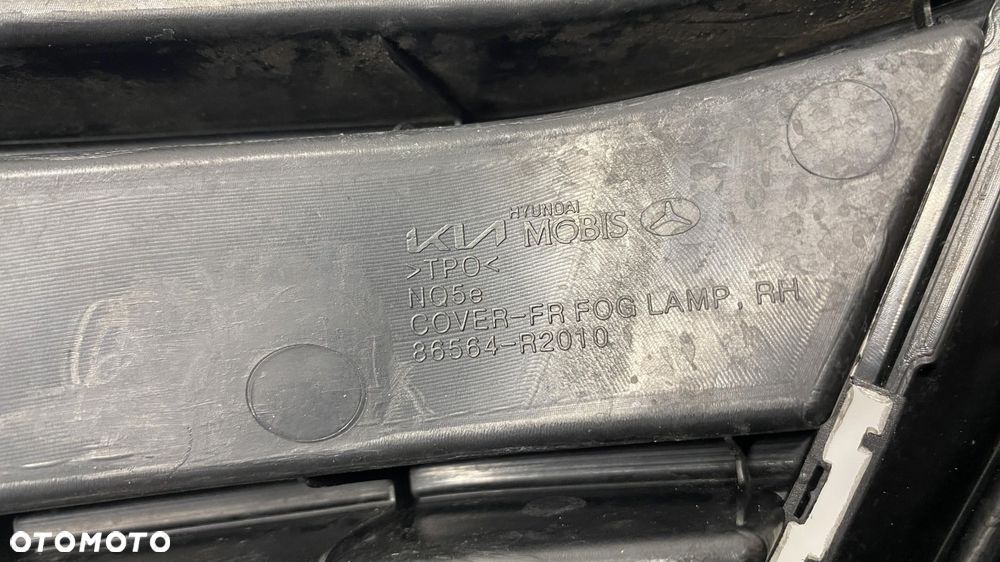 KIA HYUNDAI MOBIS
>TPO<
NQ5e
COVER-FR FOG LAMP, RH
86564-R2010
OTOMOTO